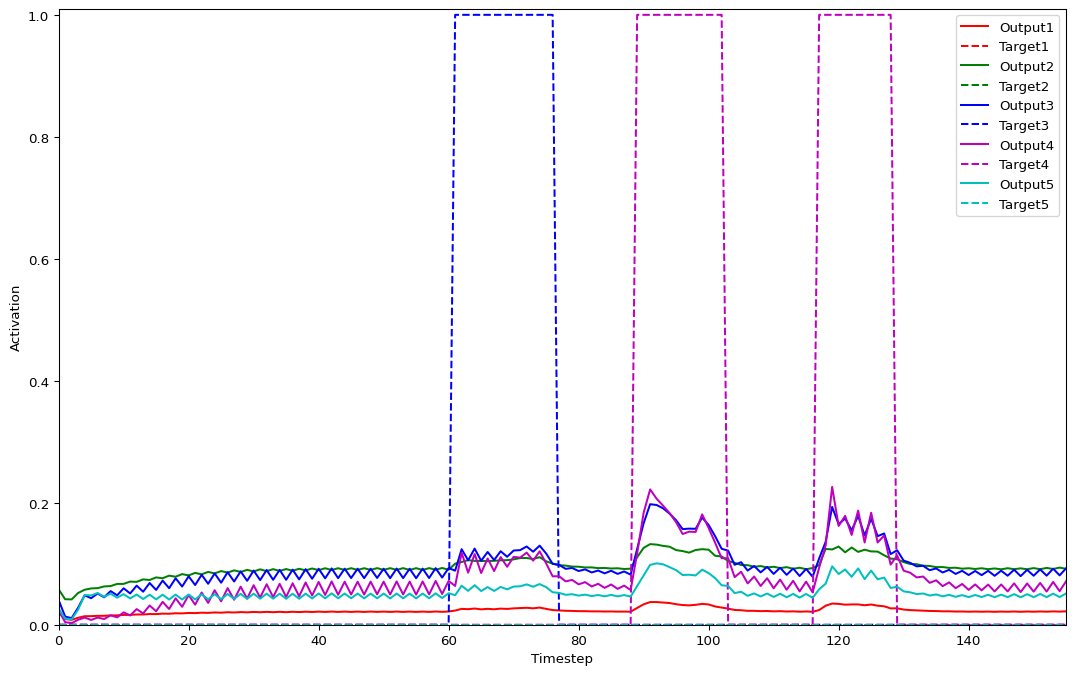 1.0
0.8
0.6
0.4
0.2
0.0
Activation
0 20 40 60 80 100 120 140
Timestep
Output1
Target1
Output2
Target2
Output3
Target3
Output4
Target4
Output5
Target5